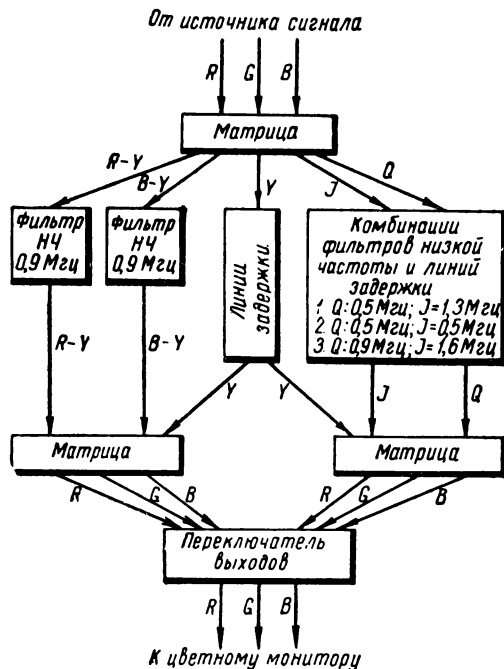 От источника сигнала
R G B
Матрица
R-Y B-Y Y J Q
Фильтр
НЧ
0,9 Мгц
Фильтр
НЧ
0,9 Мгц
Линии
задержки.
Комбинации
фильтров низкой
частоты и линий
задержки
1. Q:0,5 Мгц; J=1,3 Мгц
2. Q:0,5 Мгц; J=0,5 Мгц
3. Q:0,9 Мгц; J=1,6 Мгц
R-Y B-Y Y Y J Q
Матрица
Матрица
R G B R G B
Переключатель
выходов
R G B
К цветному монитору